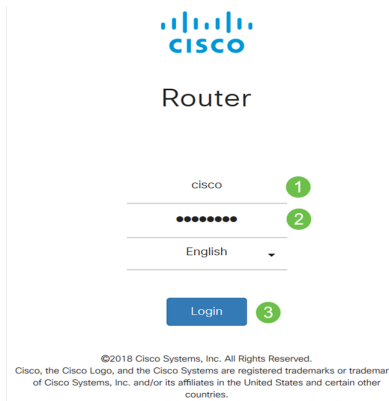 CISCO
Router
cisco
1
••••••••
2
English
Login
3
©2018 Cisco Systems, Inc. All Rights Reserved.
Cisco, the Cisco Logo, and the Cisco Systems are registered trademarks or trademar
of Cisco Systems, Inc. and/or its affiliates in the United States and certain other
countries.